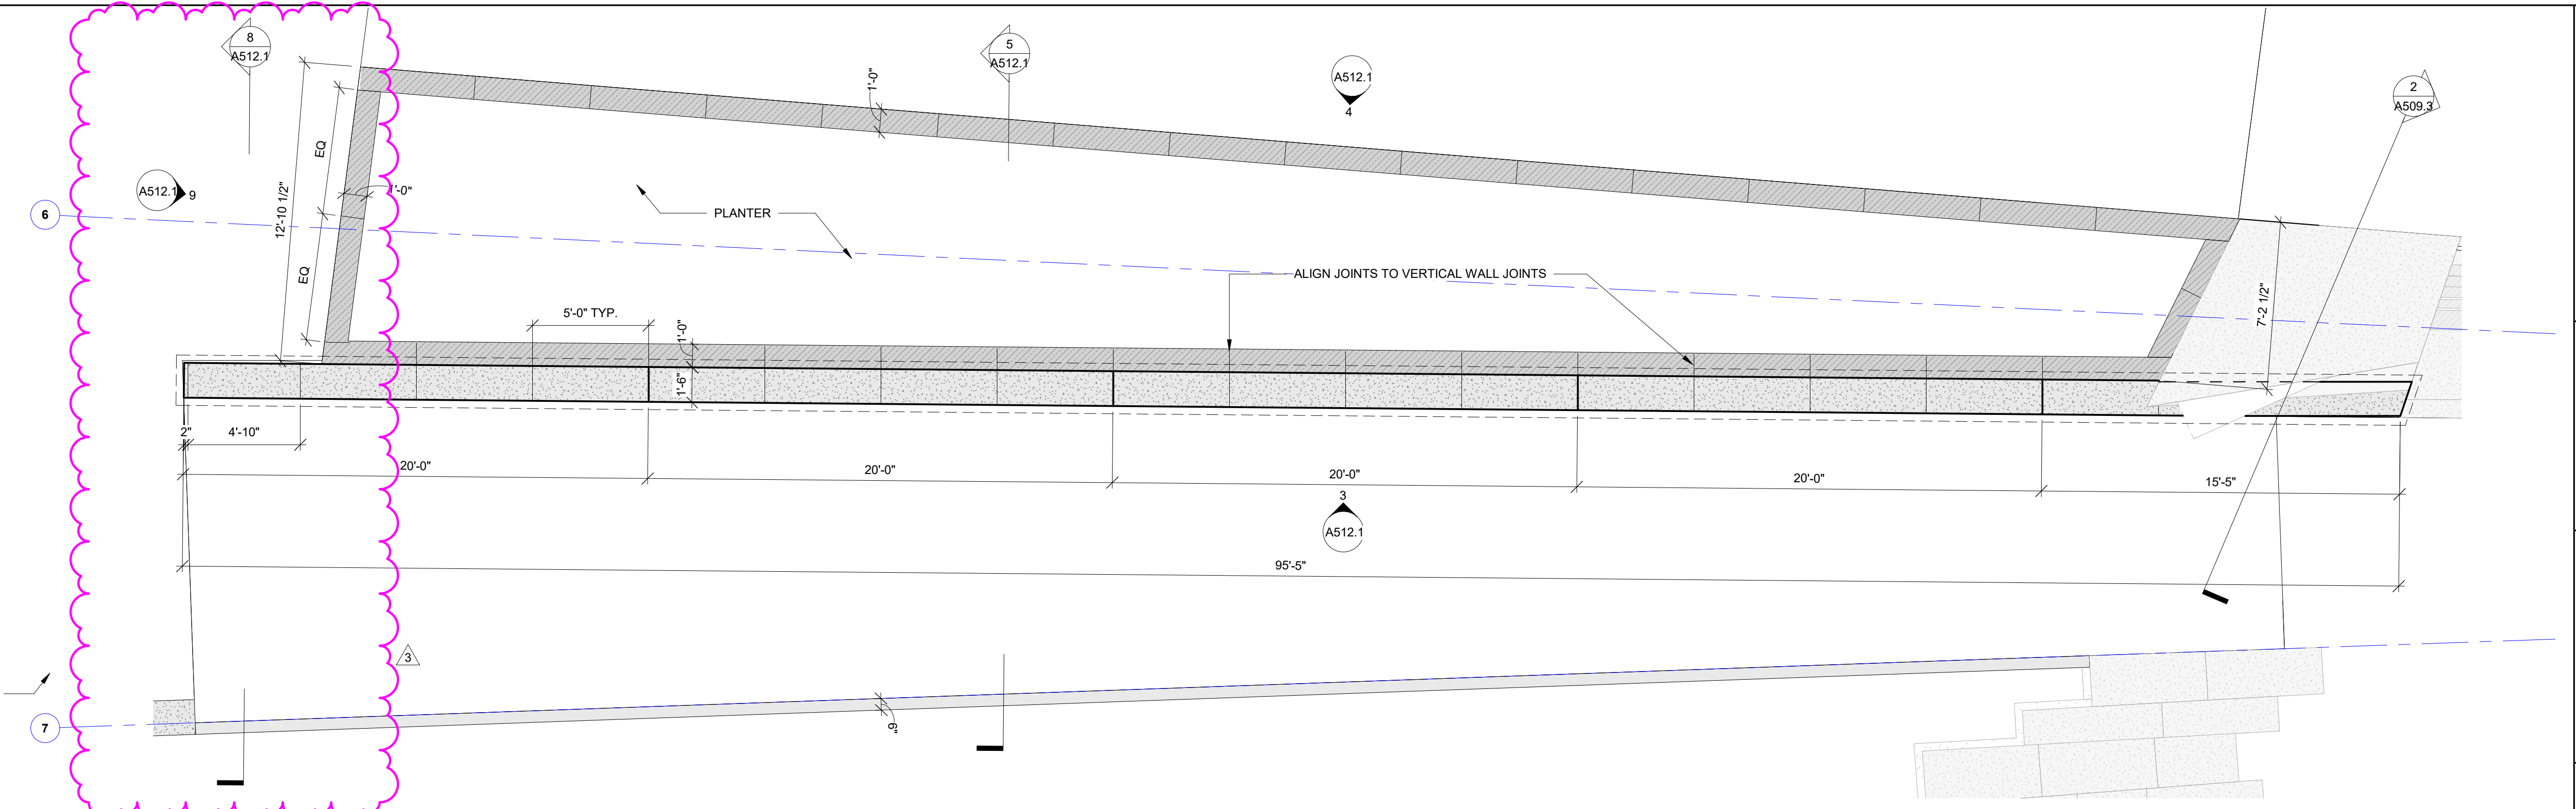 8
A512.1
5
A512.1
A512.1
4
2
A509.3
1'-0"
EQ
12'-10 1/2"
A512.1
9
1'-0"
6
PLANTER
EQ
ALIGN JOINTS TO VERTICAL WALL JOINTS
7'-2 1/2"
5'-0" TYP.
1'-0"
1'-6"
2"
4'-10"
20'-0"
20'-0"
20'-0"
20'-0"
15'-5"
3
A512.1
95'-5"
3
7
9"